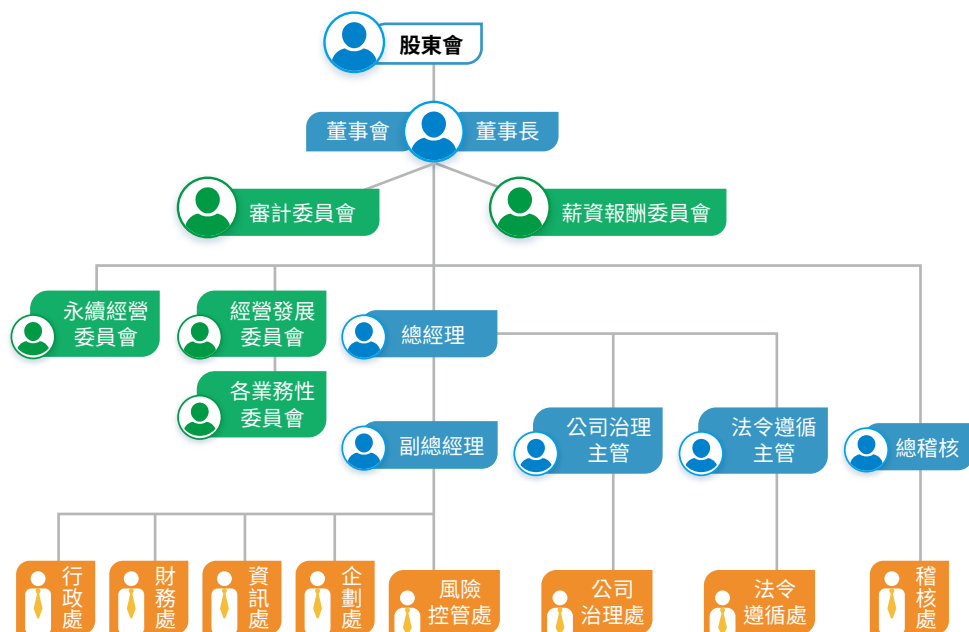 股東會
董事會
董事長
審計委員會
薪資報酬委員會
永續經營
委員會
經營發展
委員會
總經理
各業務性
委員會
副總經理
公司治理
主管
法令遵循
主管
總稽核
行政處
財務處
資訊處
企劃處
風險
控管處
公司
治理處
法令
遵循處
稽核處